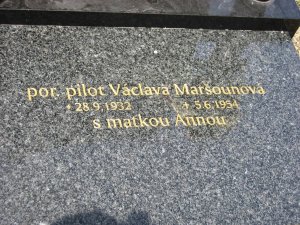 por. pilot Václava Maršounová
* 28.9.1932 + 5.6.1954
s matkou Annou